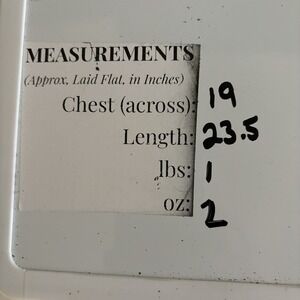 MEASUREMENTS
(Approx. Laid Flat, in Inches)
Chest (across): 19
Length: 23.5
lbs: 1
oz: 2